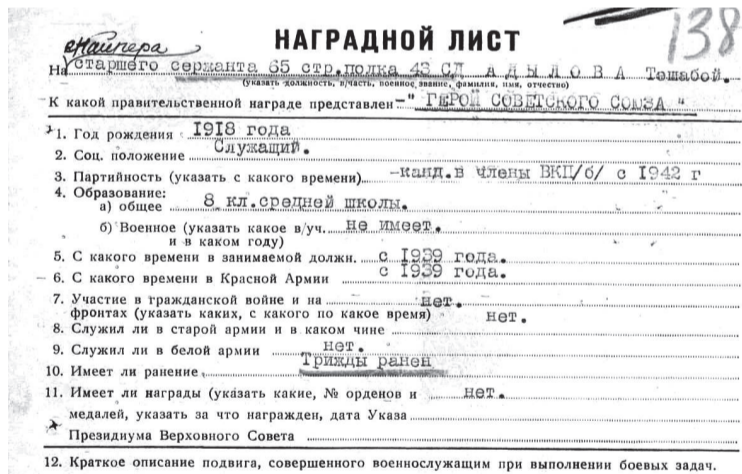 138
снайпера
НАГРАДНОЙ ЛИСТ
На старшего сержанта 65 стр.полка 43 СД АДЫЛОВА Тешабой.
(указать должность, в/часть, военное звание, фамилия, имя, отчество)
К какой правительственной награде представлен—" ГЕРОЙ СОВЕТСКОГО СОЮЗА "
1. Год рождения 1918 года
2. Соц. положение Служащий.
3. Партийность (указать с какого времени) —канд.в члены ВКП/б/ с 1942 г
4. Образование:
а) общее 8 кл.средней школы.
б) Военное (указать какое в/уч. не имеет.
и в каком году)
5. С какого времени в занимаемой должн. с 1939 года.
6. С какого времени в Красной Армии с 1939 года.
7. Участие в гражданской войне и на нет.
фронтах (указать каких, с какого по какое время) нет.
8. Служил ли в старой армии и в каком чине
9. Служил ли в белой армии нет.
10. Имеет ли ранение Трижды ранен
11. Имеет ли награды (указать какие, № орденов и нет.
медалей, указать за что награжден, дата Указа
Президиума Верховного Совета
12. Краткое описание подвига, совершенного военнослужащим при выполнении боевых задач.